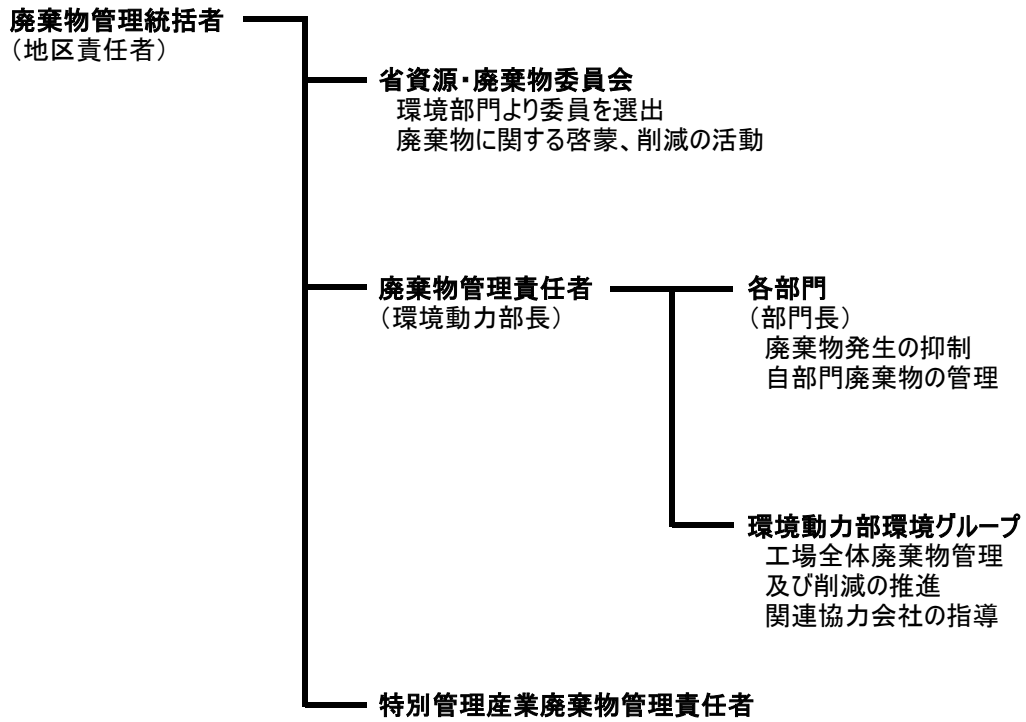 廃棄物管理統括者
（地区責任者）
省資源・廃棄物委員会
環境部門より委員を選出
廃棄物に関する啓蒙、削減の活動
廃棄物管理責任者
（環境動力部長）
各部門
（部門長）
廃棄物発生の抑制
自部門廃棄物の管理
環境動力部環境グループ
工場全体廃棄物管理
及び削減の推進
関連協力会社の指導
特別管理産業廃棄物管理責任者